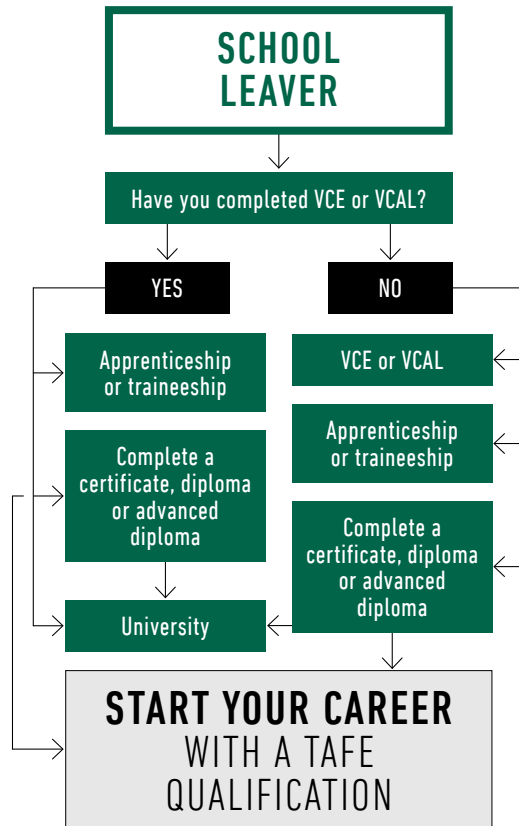 SCHOOL
LEAVER
Have you completed VCE or VCAL?
YES
NO
Apprenticeship
or traineeship
Complete a
certificate, diploma
or advanced
diploma
University
VCE or VCAL
Apprenticeship
or traineeship
Complete a
certificate, diploma
or advanced
diploma
START YOUR CAREER
WITH A TAFE
QUALIFICATION